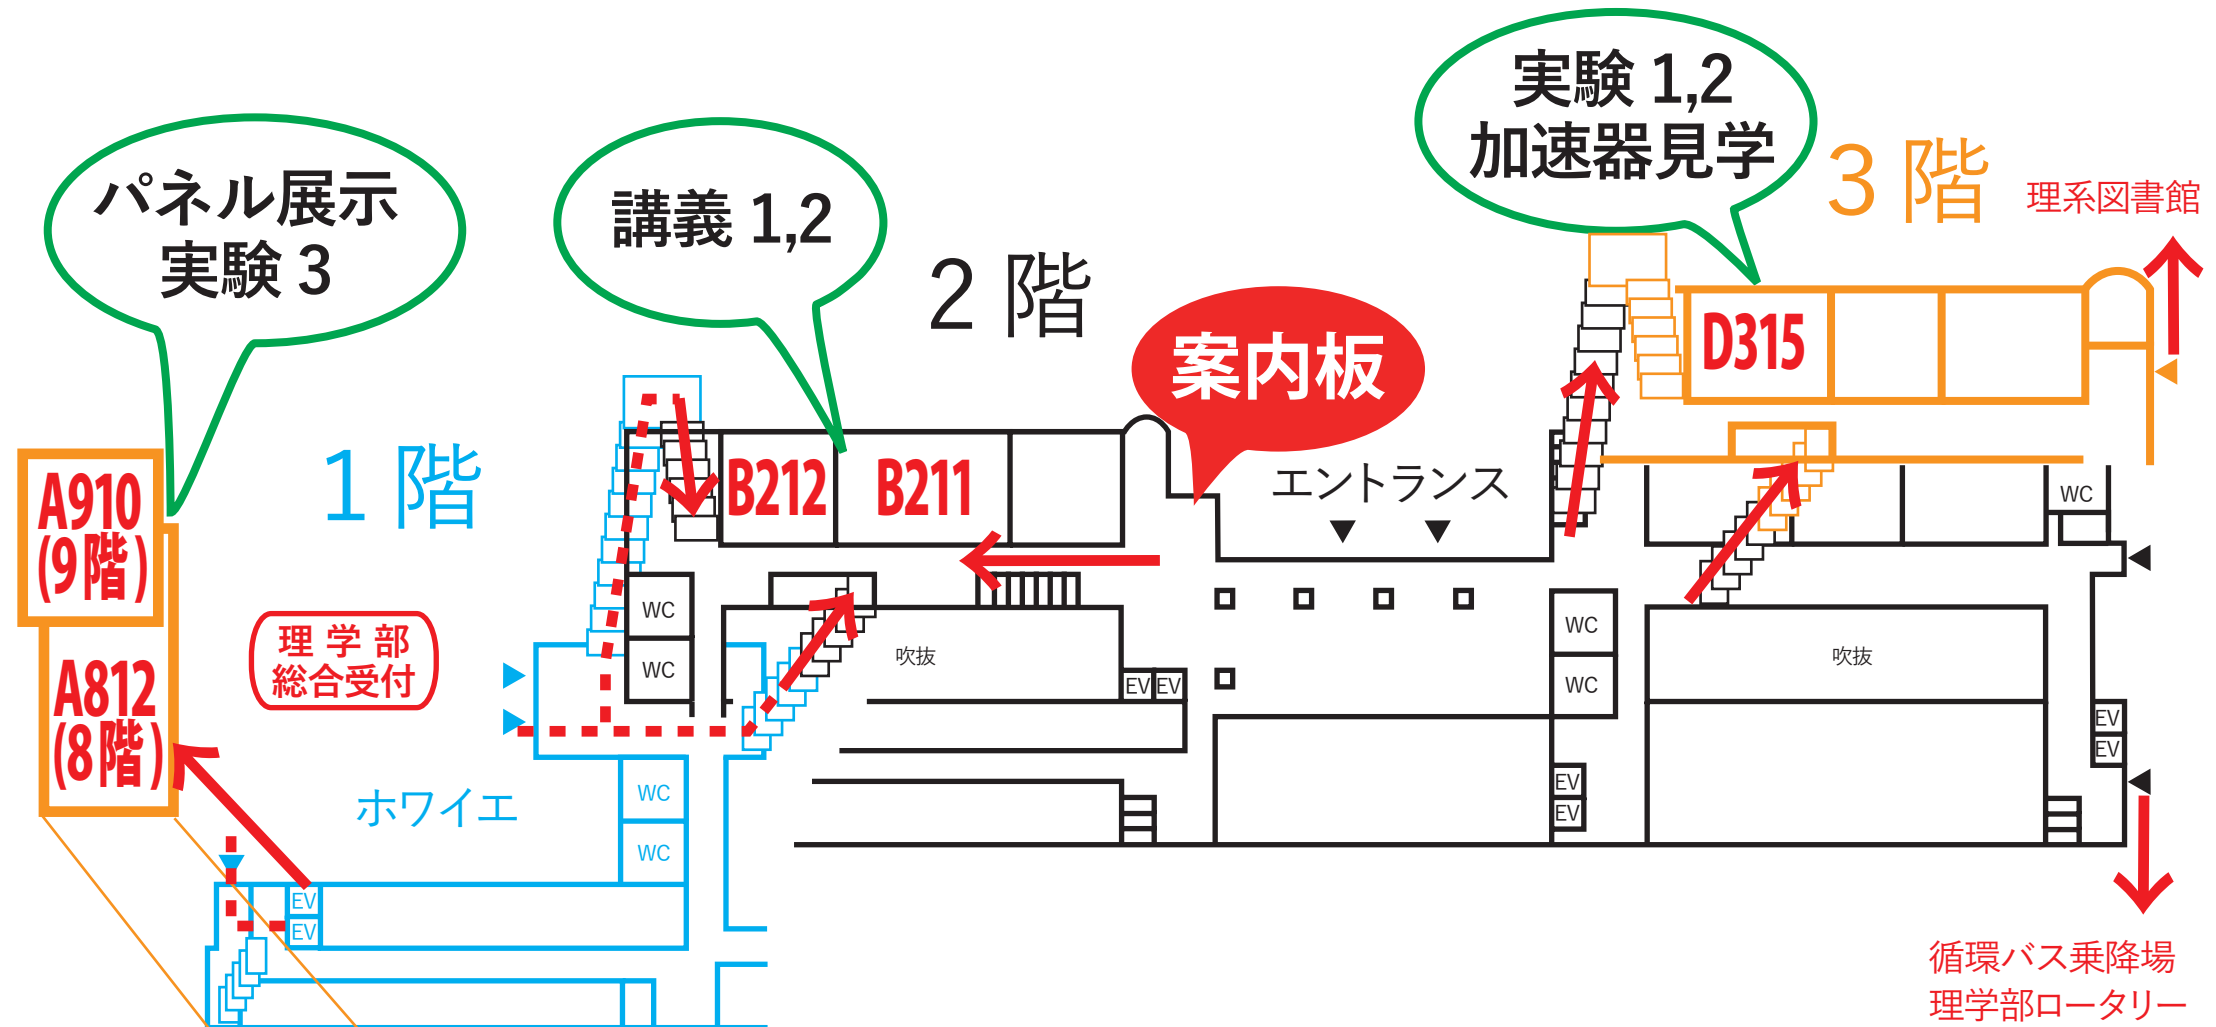 パネル展示
実験 3
講義 1,2
実験 1,2
加速器見学
3 階
理系図書館
2 階
案内板
D315
A910
(9階)
1 階
B212
B211
エントランス
WC
WC
WC
吹抜
EV
EV
WC
WC
吹抜
理 学 部
総合受付
A812
(8階)
EV
EV
ホワイエ
WC
WC
EV
EV
EV
EV
循環バス乗降場
理学部ロータリー